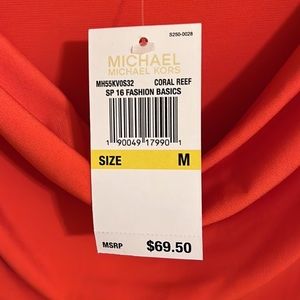 S250-0028
MICHAEL
MICHAEL KORS
MH55KV0S32 CORAL REEF
SP 16 FASHION BASICS
1 90049 17990 1
SIZE M
MSRP $69.50